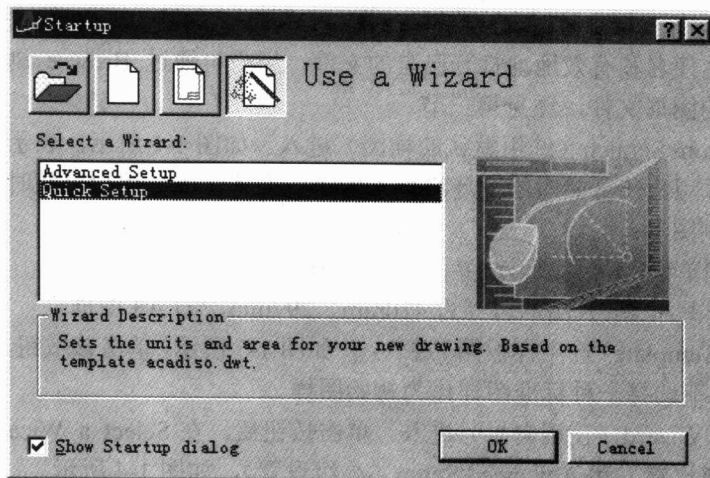 Startup
Use a Wizard
Select a Wizard:
Advanced Setup
Quick Setup
Wizard Description
Sets the units and area for your new drawing. Based on the
template acadiso.dwt.
Show Startup dialog
OK
Cancel